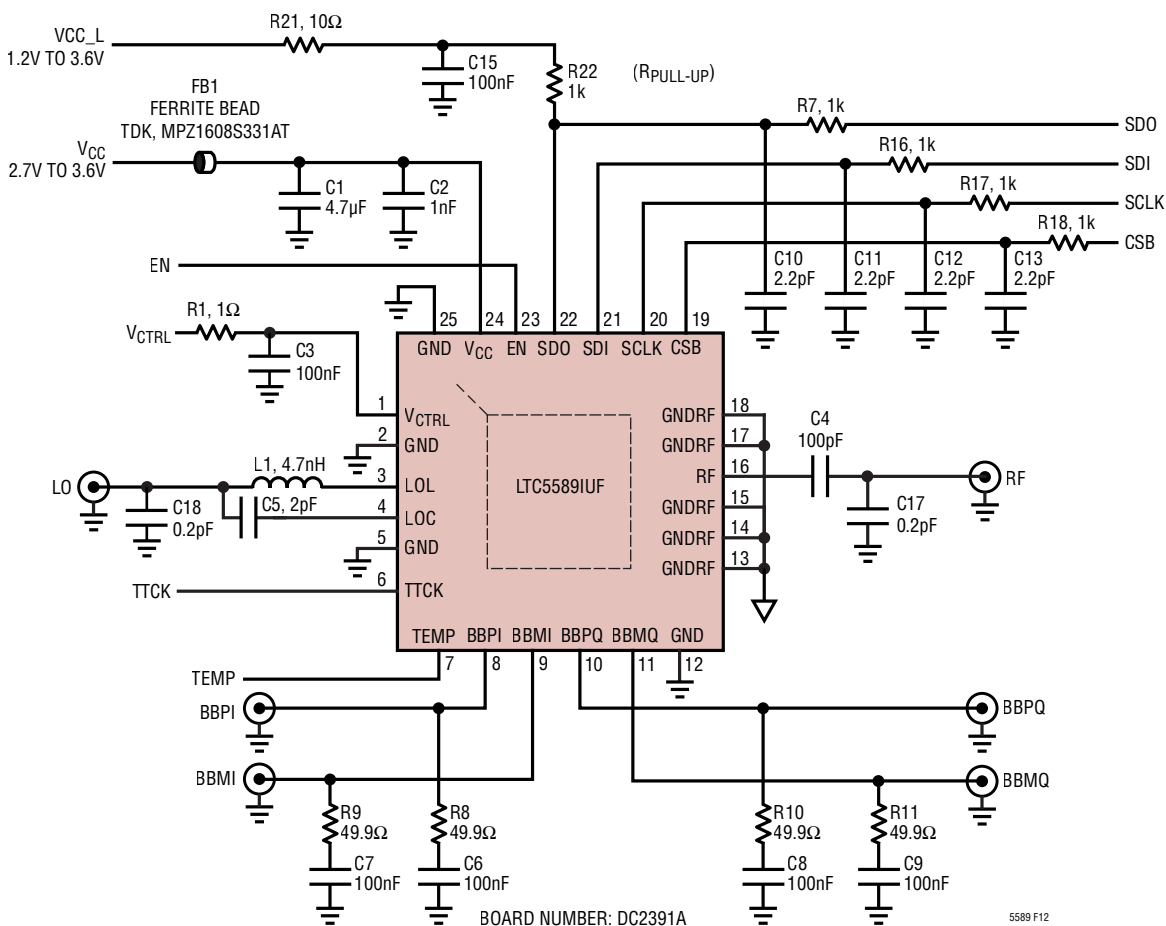 R21, 10Ω
VCC_L
1.2V TO 3.6V
C15
100nF
R22
1k
(RPULL-UP)
FB1
FERRITE BEAD
TDK, MPZ1608S331AT
R7, 1k
SDO
VCC
2.7V TO 3.6V
R16, 1k
SDI
C1
4.7µF
C2
1nF
R17, 1k
SCLK
R18, 1k
CSB
EN
C10
2.2pF
C11
2.2pF
C12
2.2pF
C13
2.2pF
R1, 1Ω
VCTRL
C3
100nF
25
24
23
22
21
20
19
GND
VCC
EN
SDO
SDI
SCLK
CSB
1
VCTRL
2
GND
3
LOL
4
LOC
5
GND
6
TTCK
LTC5589IUF
GNDRF
18
GNDRF
17
RF
16
GNDRF
15
GNDRF
14
GNDRF
13
C4
100pF
RF
C17
0.2pF
LO
L1, 4.7nH
C18
0.2pF
C5, 2pF
TTCK
TEMP
BBPI
BBMI
BBPQ
BBMQ
GND
7
8
9
10
11
12
TEMP
BBPI
BBPQ
BBMI
BBMQ
R9
49.9Ω
R8
49.9Ω
R10
49.9Ω
R11
49.9Ω
C7
100nF
C6
100nF
C8
100nF
C9
100nF
BOARD NUMBER: DC2391A
5589 F12